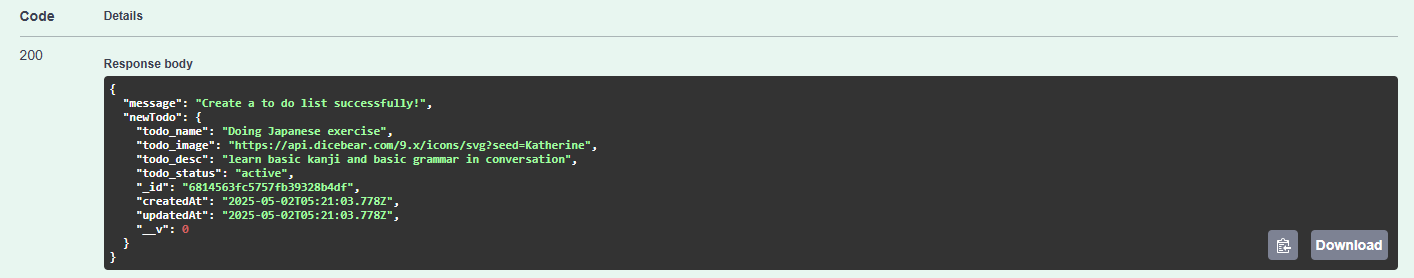 Code Details
200
Response body
{
  "message": "Create a to do list successfully!",
  "newTodo": {
    "todo_name": "Doing Japanese exercise",
    "todo_image": "https://api.dicebear.com/9.x/icons/svg?seed=Katherine",
    "todo_desc": "learn basic kanji and basic grammar in conversation",
    "todo_status": "active",
    "_id": "6814563fc5757fb39328b4df",
    "createdAt": "2025-05-02T05:21:03.778Z",
    "updatedAt": "2025-05-02T05:21:03.778Z",
    "__v": 0
  }
}
Download